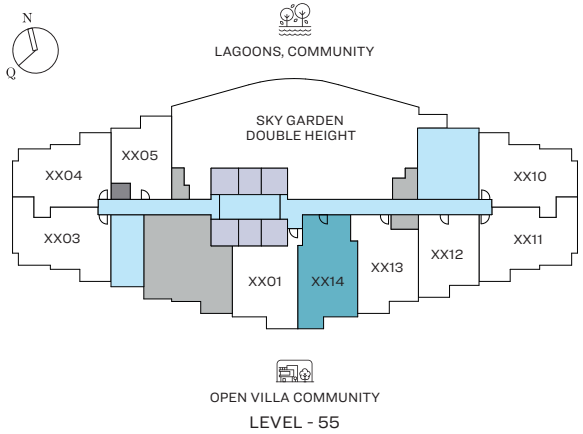 N
Q
LAGOONS, COMMUNITY
SKY GARDEN
DOUBLE HEIGHT
XX05
XX04
XX10
XX03
XX11
XX12
XX13
XX01
XX14
OPEN VILLA COMMUNITY
LEVEL - 55